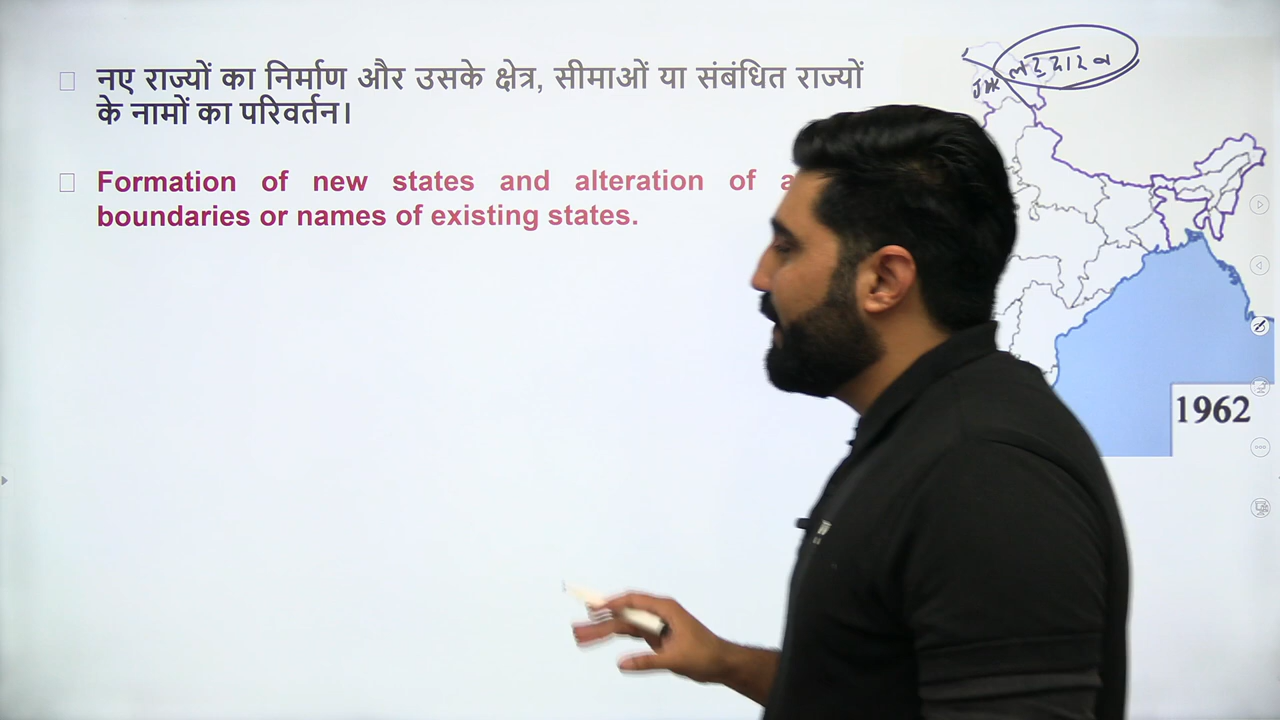 नए राज्यों का निर्माण और उसके क्षेत्र, सीमाओं या संबंधित राज्यों
के नामों का परिवर्तन।
Formation of new states and alteration of
boundaries or names of existing states.
J&K
1962